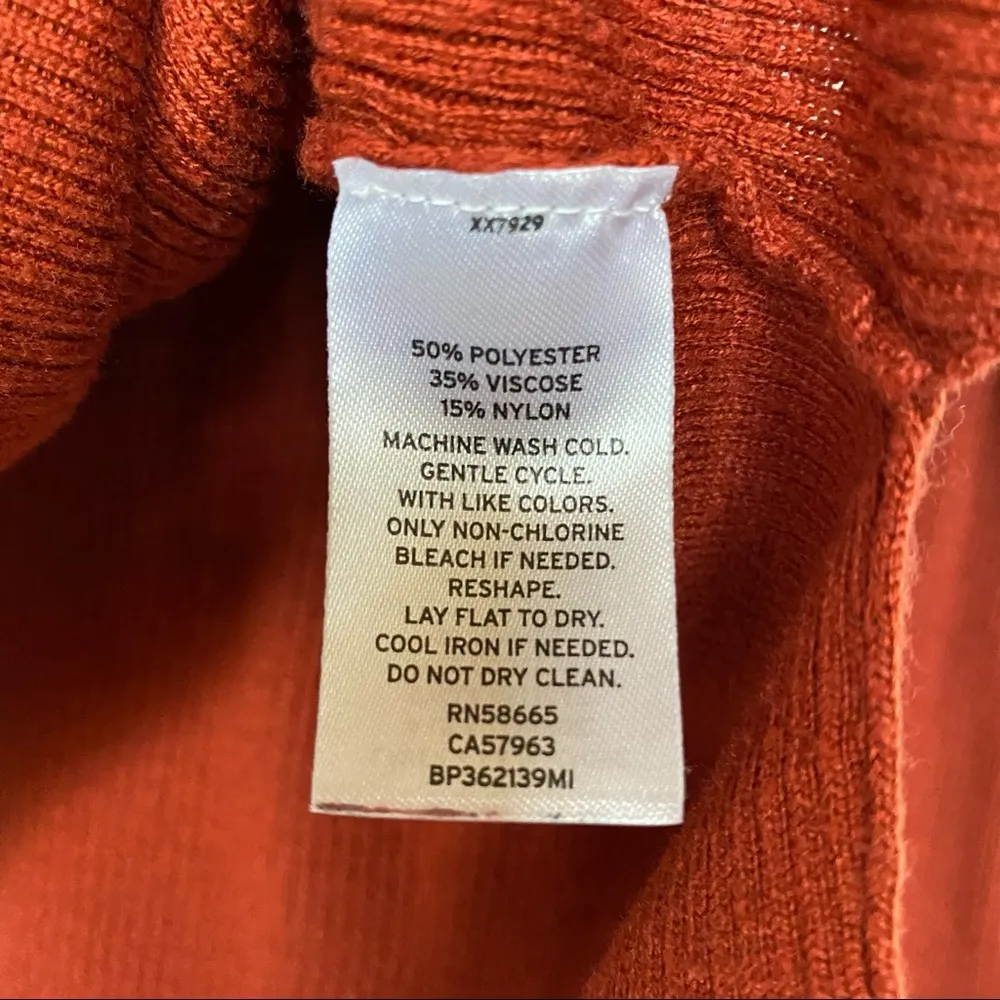 XX7929
50% POLYESTER
35% VISCOSE
15% NYLON
MACHINE WASH COLD.
GENTLE CYCLE.
WITH LIKE COLORS.
ONLY NON-CHLORINE
BLEACH IF NEEDED.
RESHAPE.
LAY FLAT TO DRY.
COOL IRON IF NEEDED.
DO NOT DRY CLEAN.
RN58665
CA57963
BP362139MI